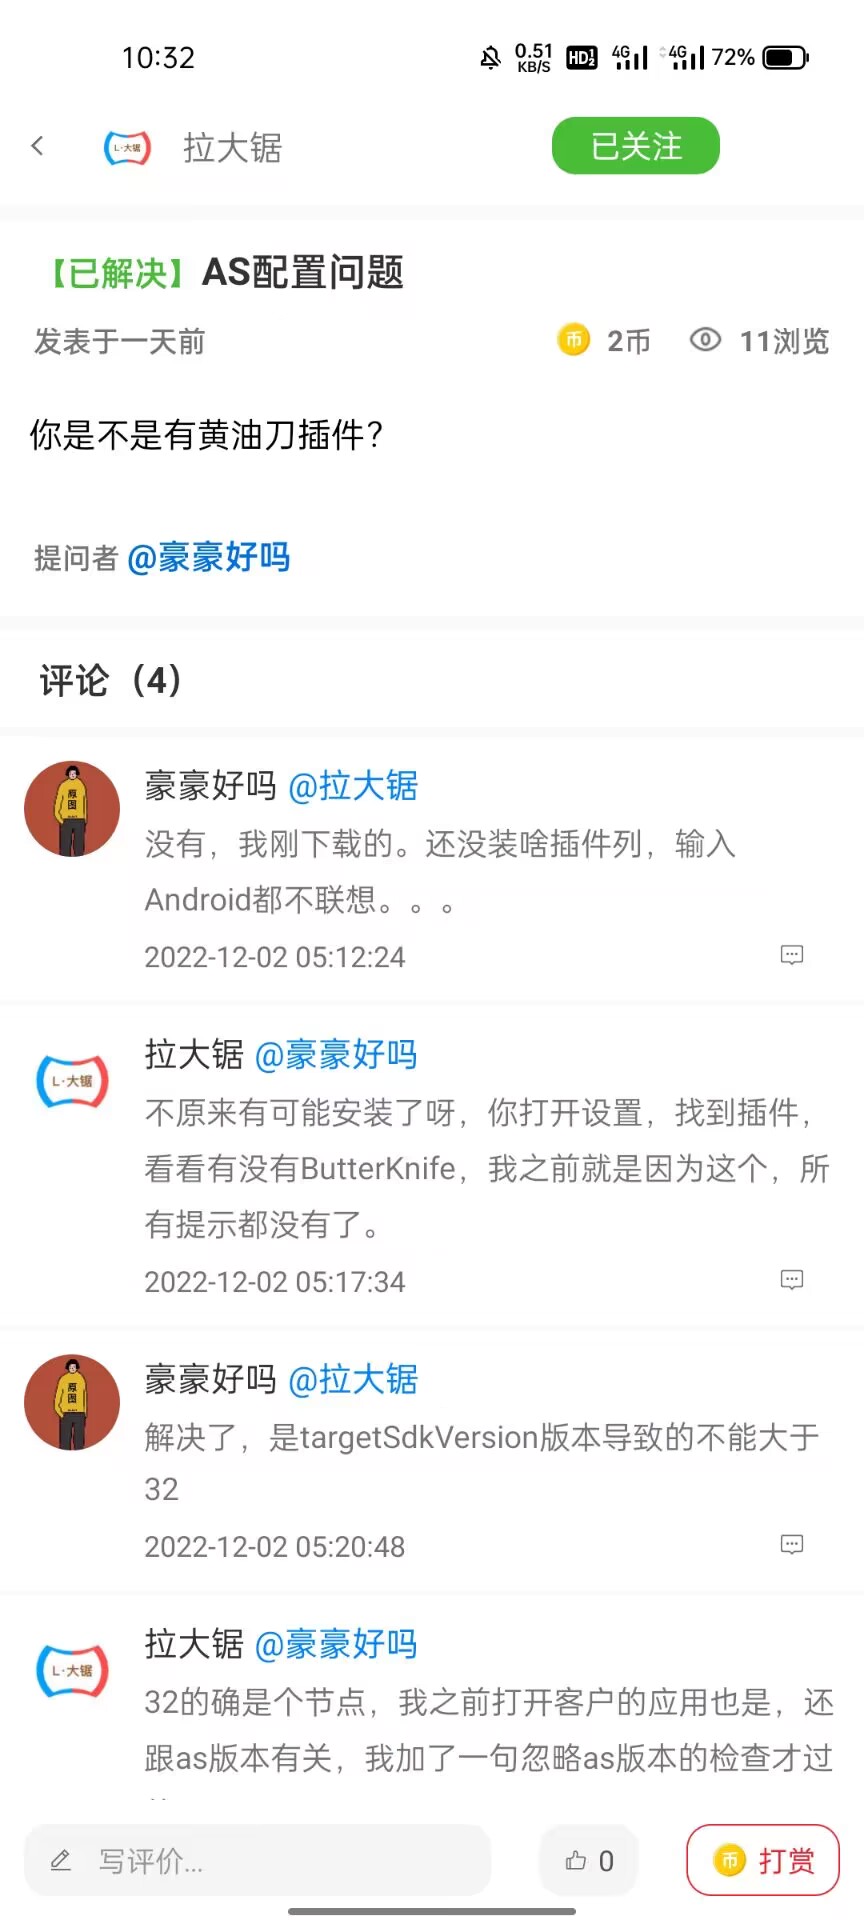 10:32
0.51 KB/S HD 4G 4G 72%
L·大锯 拉大锯 已关注
【已解决】AS配置问题
发表于一天前 币 2币 11浏览
你是不是有黄油刀插件？
提问者 @豪豪好吗
评论（4）
豪豪好吗 @拉大锯
原图
没有，我刚下载的。还没装啥插件列，输入
Android都不联想。。。
2022-12-02 05:12:24
拉大锯 @豪豪好吗
L·大锯
不原来有可能安装了呀，你打开设置，找到插件，
看看有没有ButterKnife，我之前就是因为这个，所
有提示都没有了。
2022-12-02 05:17:34
豪豪好吗 @拉大锯
原图
解决了，是targetSdkVersion版本导致的不能大于
32
2022-12-02 05:20:48
拉大锯 @豪豪好吗
L·大锯
32的确是个节点，我之前打开客户的应用也是，还
跟as版本有关，我加了一句忽略as版本的检查才过
写评价... 0 币 打赏